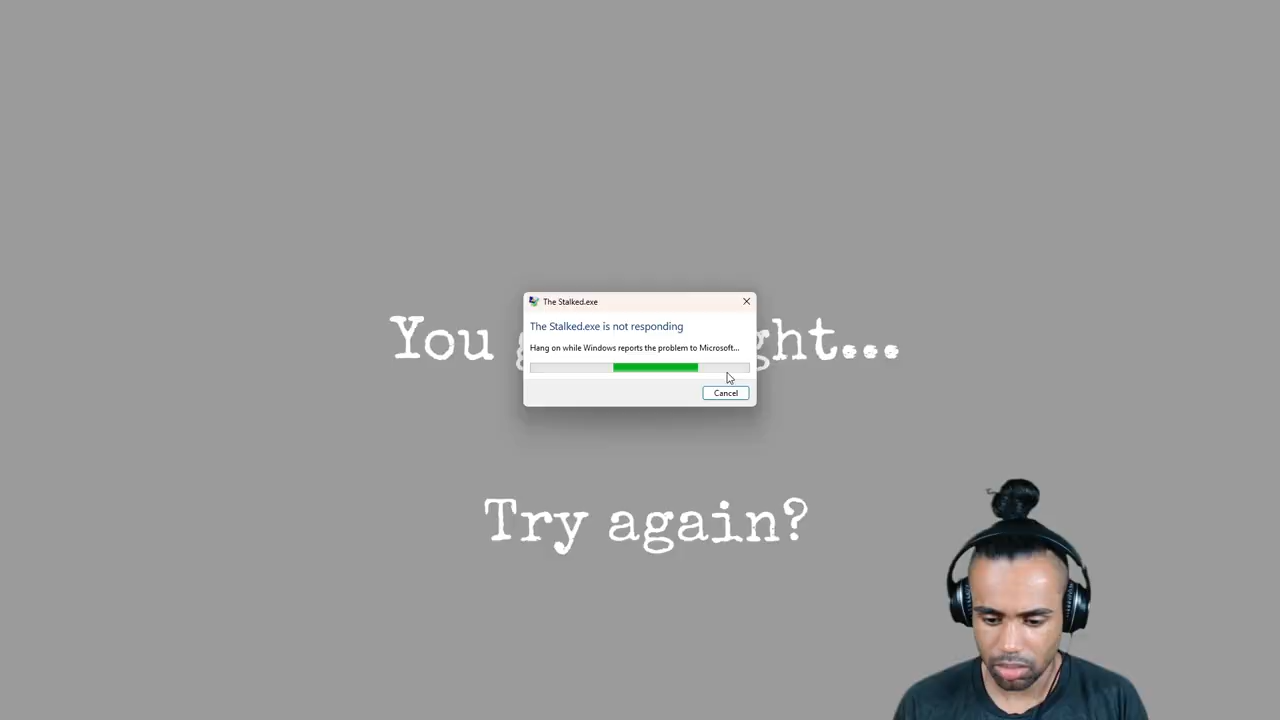 The Stalked.exe
The Stalked.exe is not responding
You ght...
Hang on while Windows reports the problem to Microsoft...
Cancel
Try again?